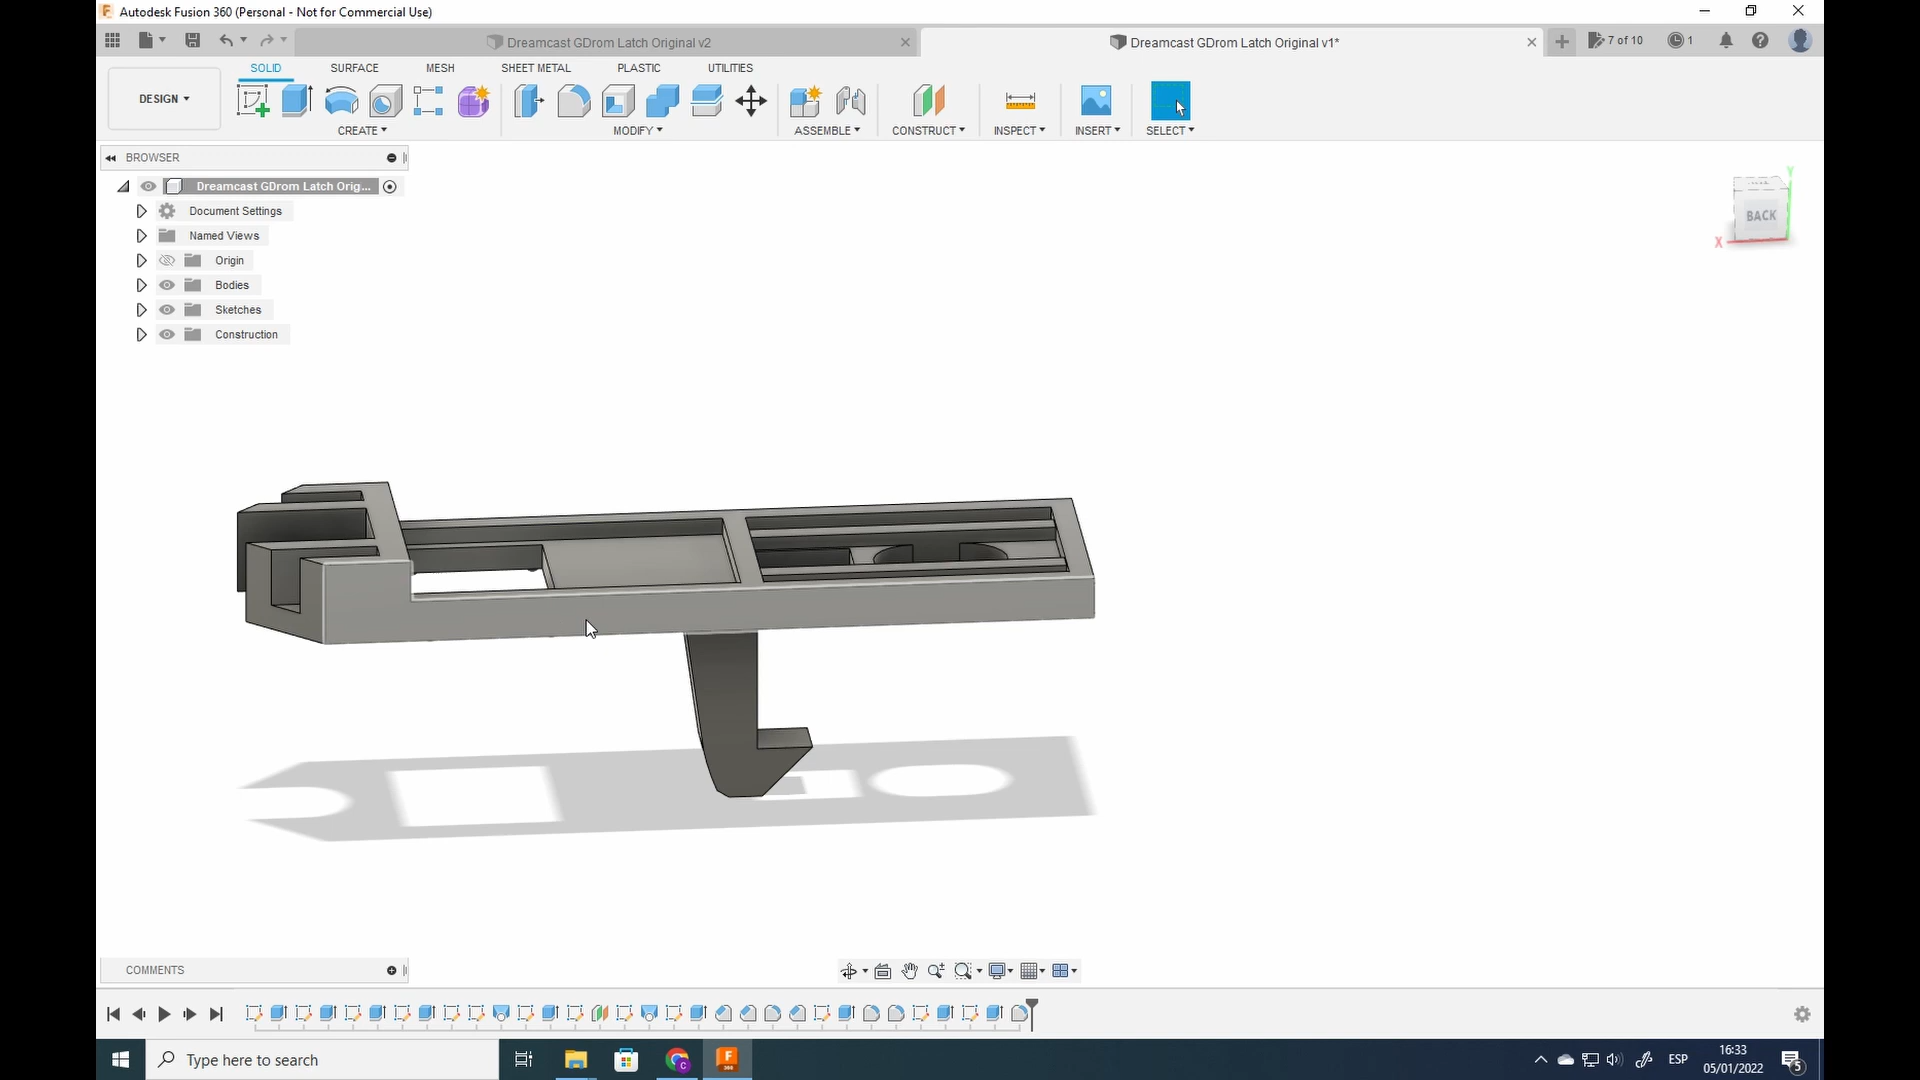 Autodesk Fusion 360 (Personal - Not for Commercial Use)
Dreamcast GDrom Latch Original v2
Dreamcast GDrom Latch Original v1*
7 of 10
1
SOLID
SURFACE
MESH
SHEET METAL
PLASTIC
UTILITIES
DESIGN
CREATE
MODIFY
ASSEMBLE
CONSTRUCT
INSPECT
INSERT
SELECT
BROWSER
Dreamcast GDrom Latch Orig...
Document Settings
Named Views
Origin
Bodies
Sketches
Construction
Y
BACK
X
COMMENTS
Type here to search
ESP
16:33
05/01/2022
5